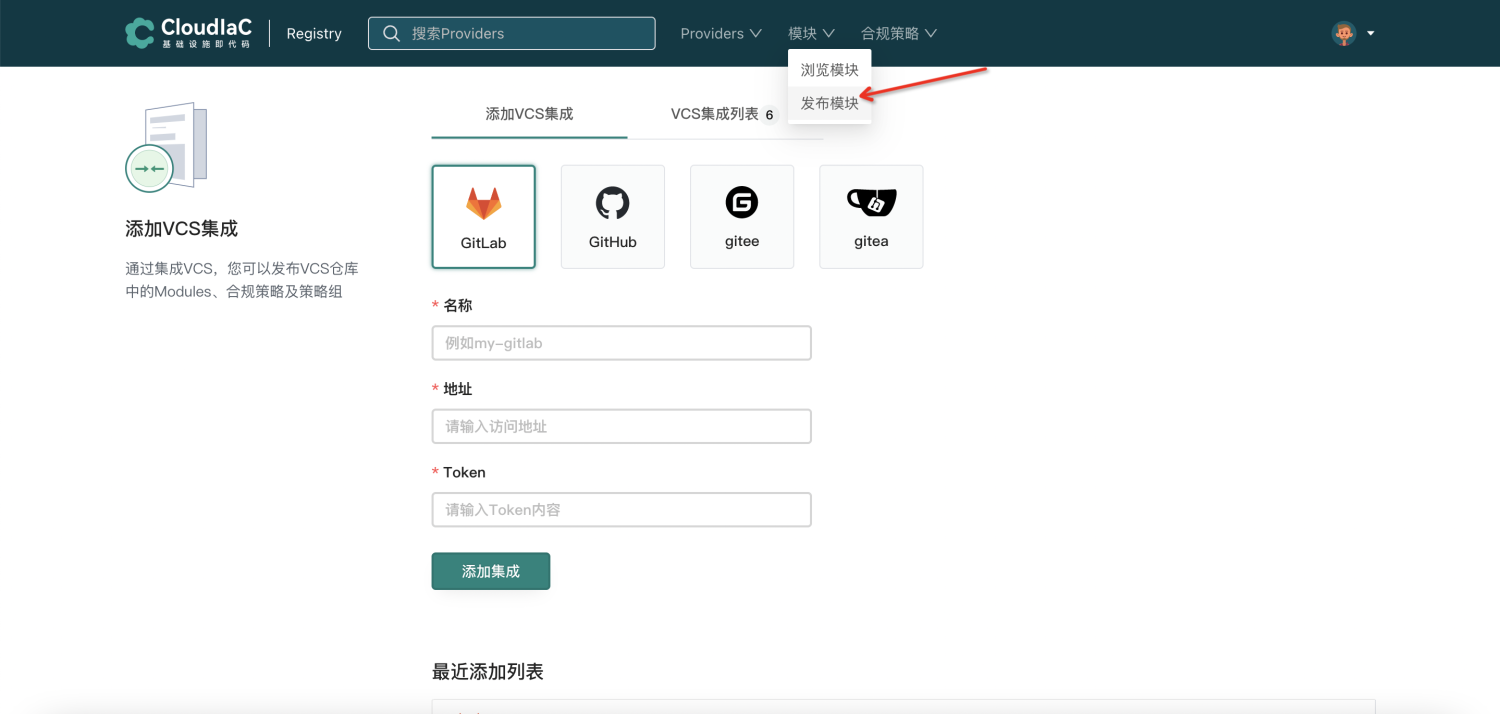 CloudIaC
基础设施即代码
Registry
搜索Providers
Providers
模块
合规策略
浏览模块
发布模块
添加VCS集成
VCS集成列表 6
GitLab
GitHub
gitee
gitea
添加VCS集成
通过集成VCS，您可以发布VCS仓库
中的Modules、合规策略及策略组
* 名称
例如my-gitlab
* 地址
请输入访问地址
* Token
请输入Token内容
添加集成
最近添加列表